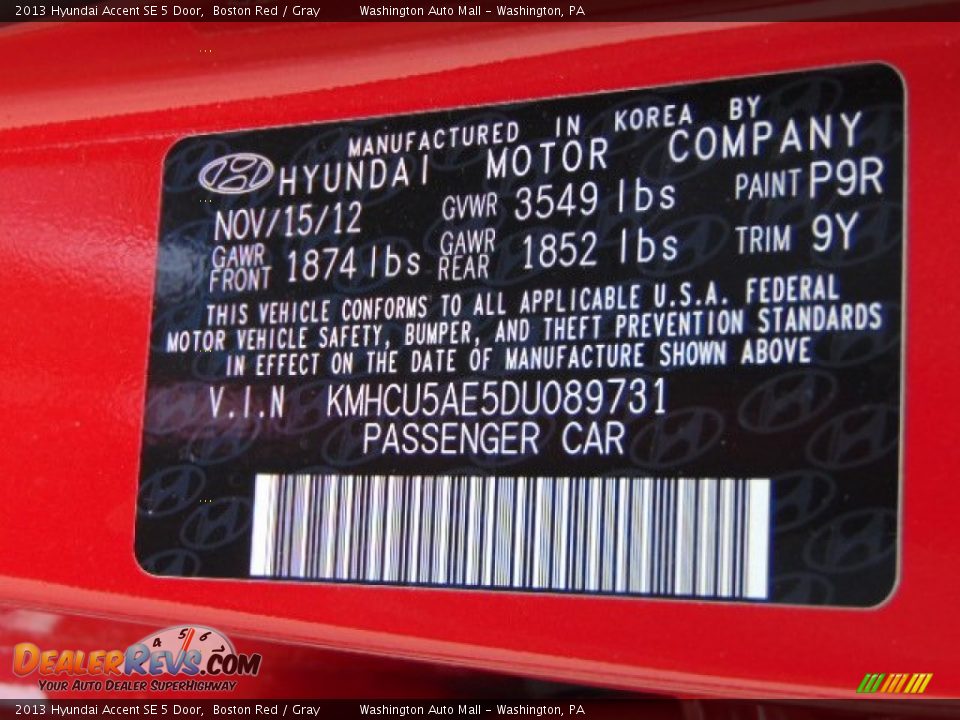 2013 Hyundai Accent SE 5 Door, Boston Red / Gray Washington Auto Mall - Washington, PA
MANUFACTURED IN KOREA BY
HYUNDAI MOTOR COMPANY
NOV/15/12 GVWR 3549 lbs PAINT P9R
GAWR FRONT 1874 lbs GAWR REAR 1852 lbs TRIM 9Y
THIS VEHICLE CONFORMS TO ALL APPLICABLE U.S.A. FEDERAL
MOTOR VEHICLE SAFETY, BUMPER, AND THEFT PREVENTION STANDARDS
IN EFFECT ON THE DATE OF MANUFACTURE SHOWN ABOVE
V.I.N KMHCU5AE5DU089731
PASSENGER CAR
4 5 6 7
DEALERREVS.COM
YOUR AUTO DEALER SUPERHIGHWAY
2013 Hyundai Accent SE 5 Door, Boston Red / Gray Washington Auto Mall - Washington, PA